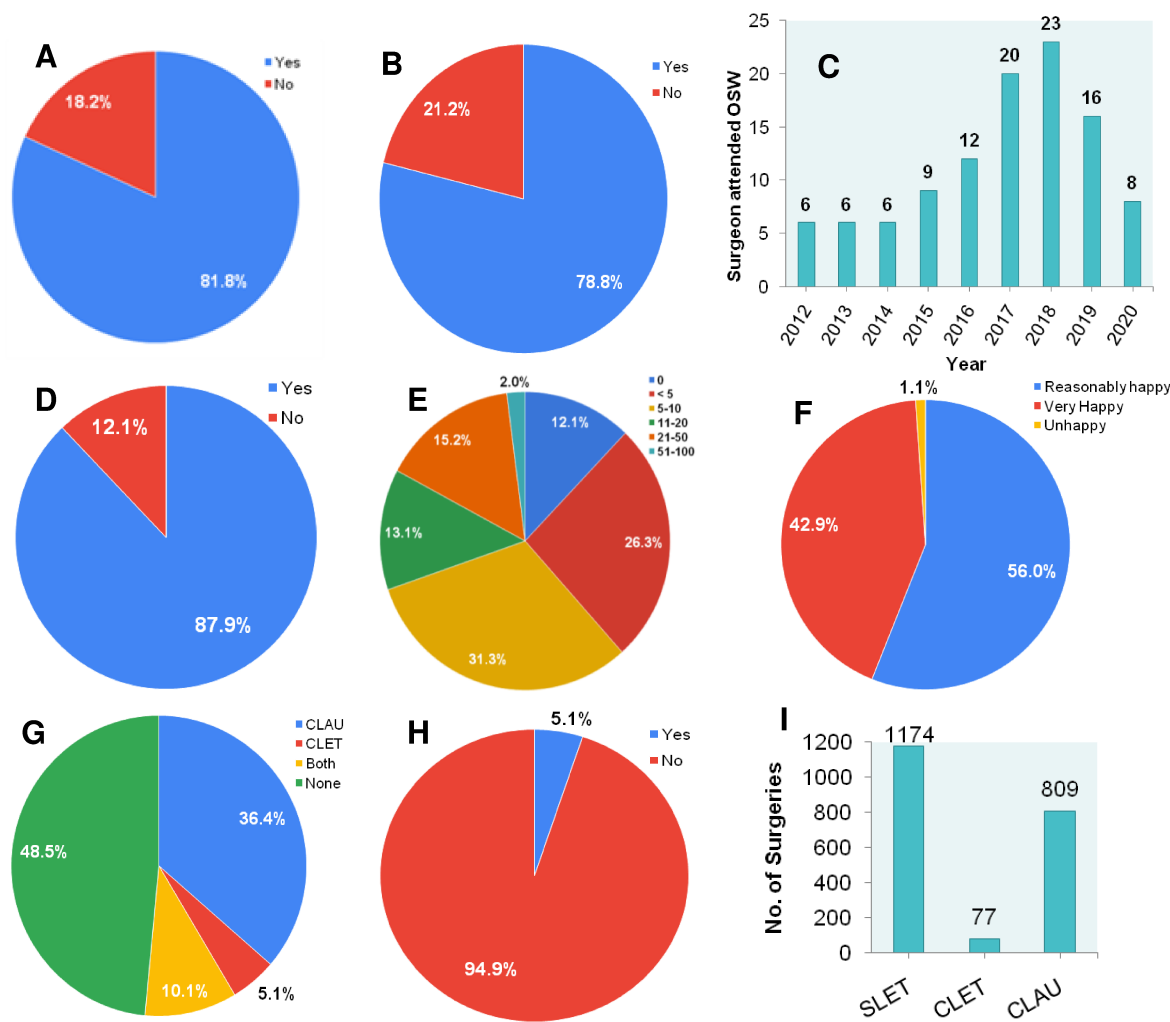 A
Yes
No
18.2%
81.8%
B
Yes
No
21.2%
78.8%
C
Surgeon attended OSW
25
20
15
10
5
0
6
6
6
9
12
20
23
16
8
2012
2013
2014
2015
2016
2017
2018
2019
2020
Year
D
Yes
No
12.1%
87.9%
E
0
< 5
5-10
11-20
21-50
51-100
2.0%
12.1%
15.2%
26.3%
13.1%
31.3%
F
Reasonably happy
Very Happy
Unhappy
1.1%
42.9%
56.0%
G
CLAU
CLET
Both
None
36.4%
48.5%
10.1%
5.1%
H
Yes
No
5.1%
94.9%
I
No. of Surgeries
1200
1000
800
600
400
200
0
1174
77
809
SLET
CLET
CLAU